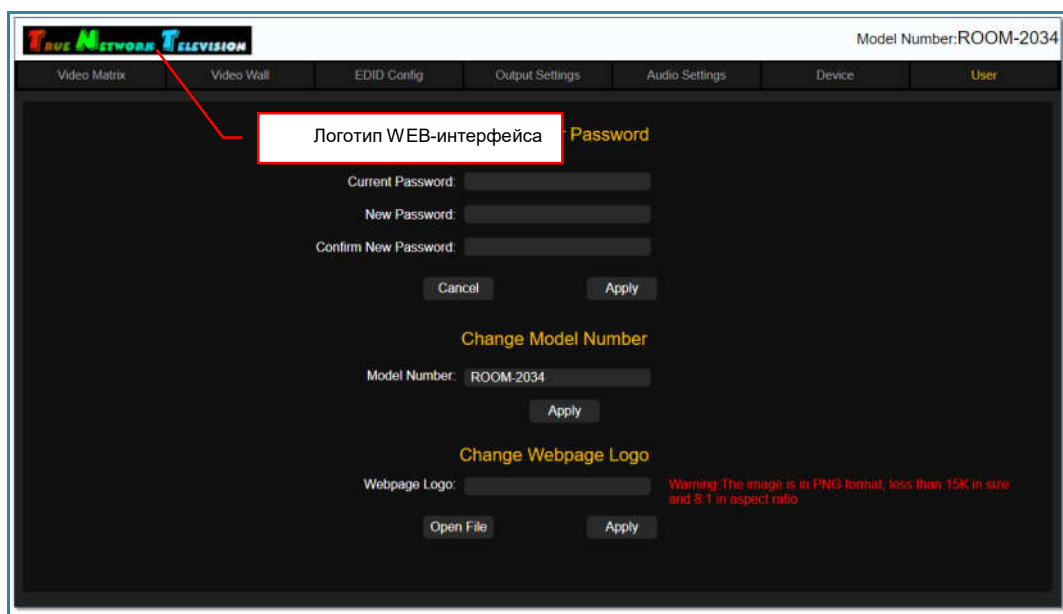 TRUE NETWORK TELEVISION
Model Number:ROOM-2034
Video Matrix Video Wall EDID Config Output Settings Audio Settings Device User
Логотип WEB-интерфейса
Password
Current Password:
New Password:
Confirm New Password:
Cancel Apply
Change Model Number
Model Number: ROOM-2034
Apply
Change Webpage Logo
Webpage Logo:
Warning:The image is in PNG format, less than 15K in size
and 8:1 in aspect ratio
Open File Apply